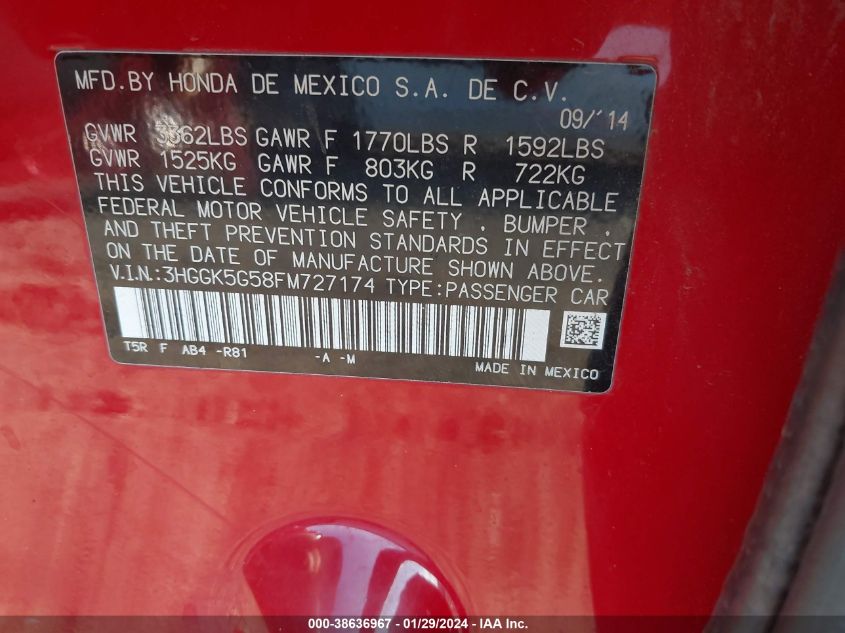 MFD.BY HONDA DE MEXICO S.A. DE C.V.
09/'14
GVWR 3362LBS GAWR F 1770LBS R 1592LBS
GVWR 1525KG GAWR F 803KG R 722KG
THIS VEHICLE CONFORMS TO ALL APPLICABLE
FEDERAL MOTOR VEHICLE SAFETY , BUMPER ,
AND THEFT PREVENTION STANDARDS IN EFFECT
ON THE DATE OF MANUFACTURE SHOWN ABOVE.
V.I.N.:3HGGK5G58FM727174 TYPE:PASSENGER CAR
T5R F AB4 -R81 -A -M
MADE IN MEXICO
000-38636967 - 01/29/2024 - IAA Inc.